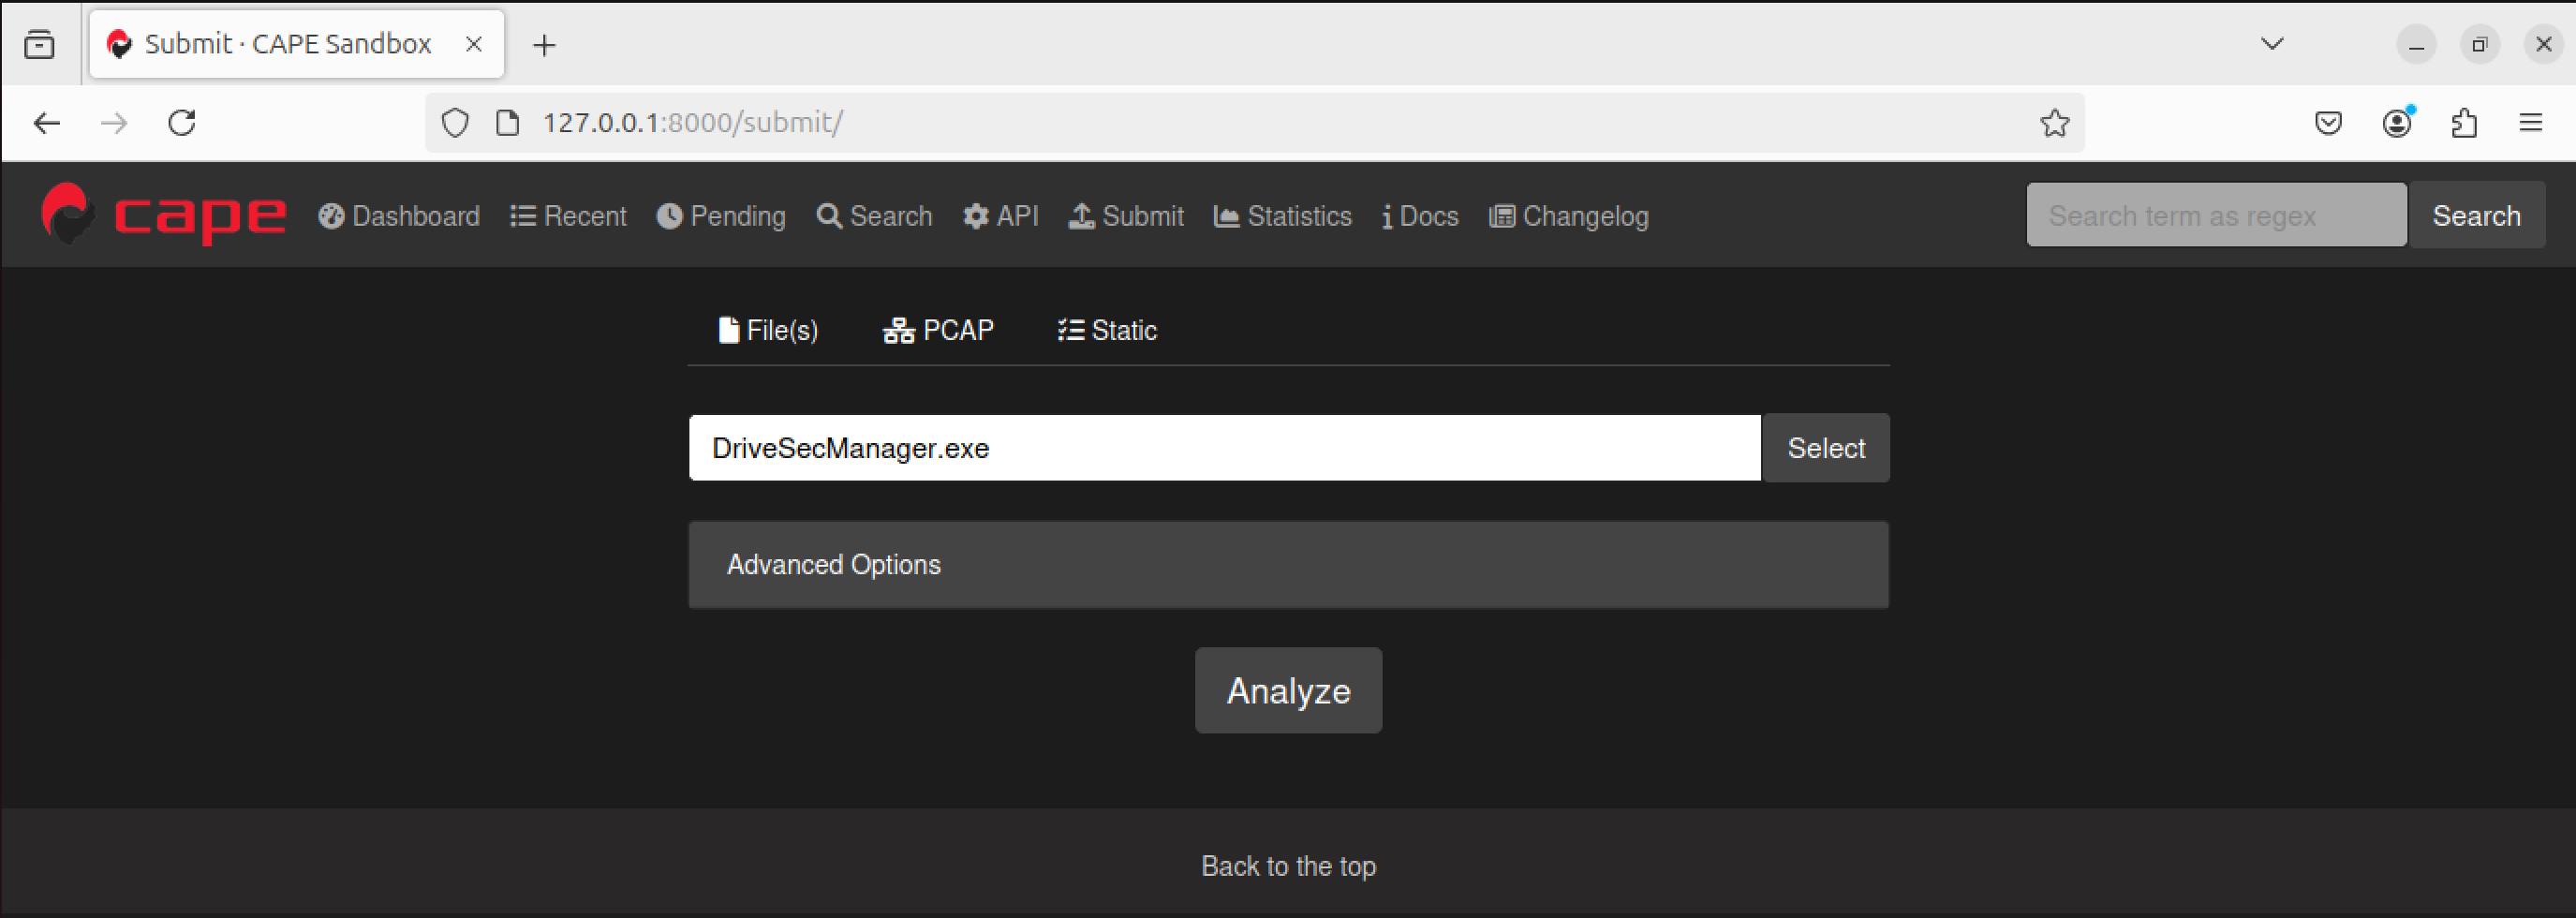 Submit · CAPE Sandbox
127.0.0.1:8000/submit/
cape Dashboard Recent Pending Search API Submit Statistics Docs Changelog Search term as regex Search
File(s) PCAP Static
DriveSecManager.exe Select
Advanced Options
Analyze
Back to the top